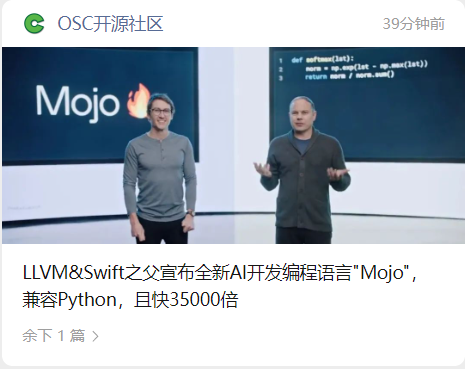 OSC开源社区
39分钟前
Mojo🔥
1 def softmax(lst):
2 norm = np.exp(lst - np.max(lst))
3 return norm / norm.sum()
LLVM&Swift之父宣布全新AI开发编程语言"Mojo"，
兼容Python，且快35000倍
余下 1 篇 >